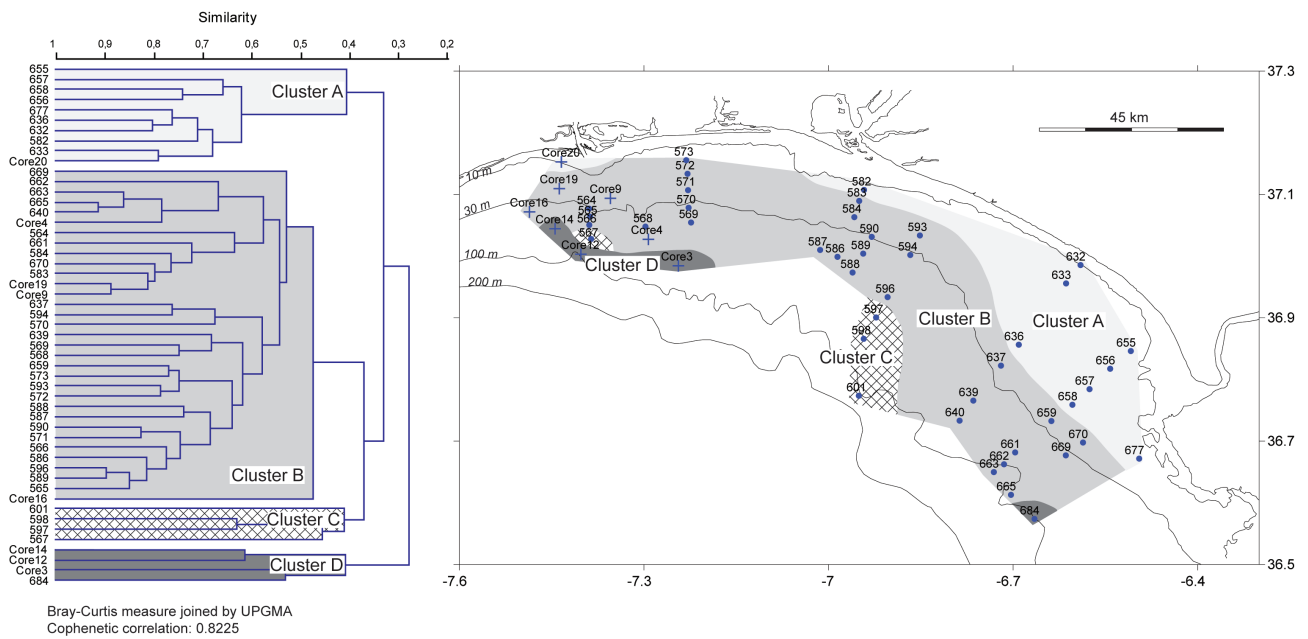 Similarity
1 0,9 0,8 0,7 0,6 0,5 0,4 0,3 0,2
655
657
658
656
677
636
632
582
633
Core20
669
662
663
665
640
Core4
564
661
584
670
583
Core19
Core9
637
594
570
639
569
568
659
573
593
572
588
587
590
571
566
586
596
589
565
Core16
601
598
597
567
Core14
Core12
Core3
684
Cluster A
Cluster B
Cluster C
Cluster D
Bray-Curtis measure joined by UPGMA
Cophenetic correlation: 0.8225
37.3
37.1
36.9
36.7
36.5
-7.6 -7.3 -7 -6.7 -6.4
45 km
10 m
30 m
100 m
200 m
Core20
Core19
Core9
Core16
Core14
Core12
Core4
Core3
564
565
566
567
568
573
572
571
570
569
582
583
584
590
593
594
587
586
589
588
596
597
598
601
632
633
636
637
639
640
655
656
657
658
659
670
669
677
661
662
663
665
684
Cluster A
Cluster B
Cluster C
Cluster D